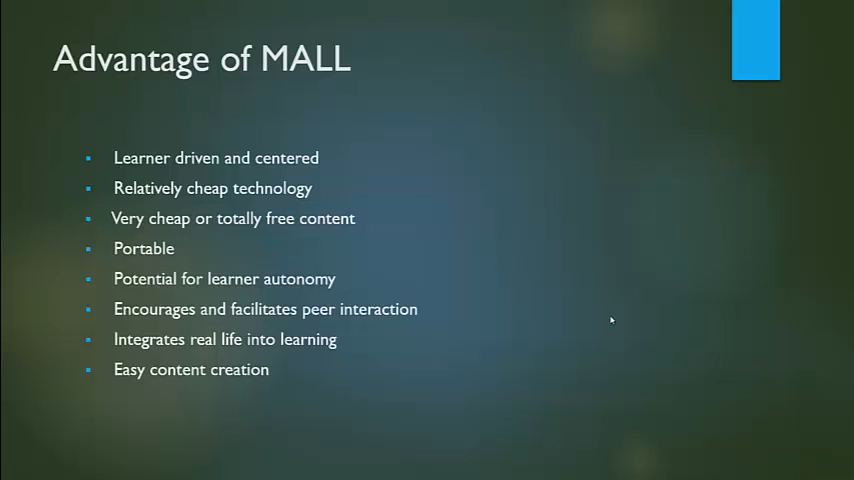 Advantage of MALL
Learner driven and centered
Relatively cheap technology
Very cheap or totally free content
Portable
Potential for learner autonomy
Encourages and facilitates peer interaction
Integrates real life into learning
Easy content creation